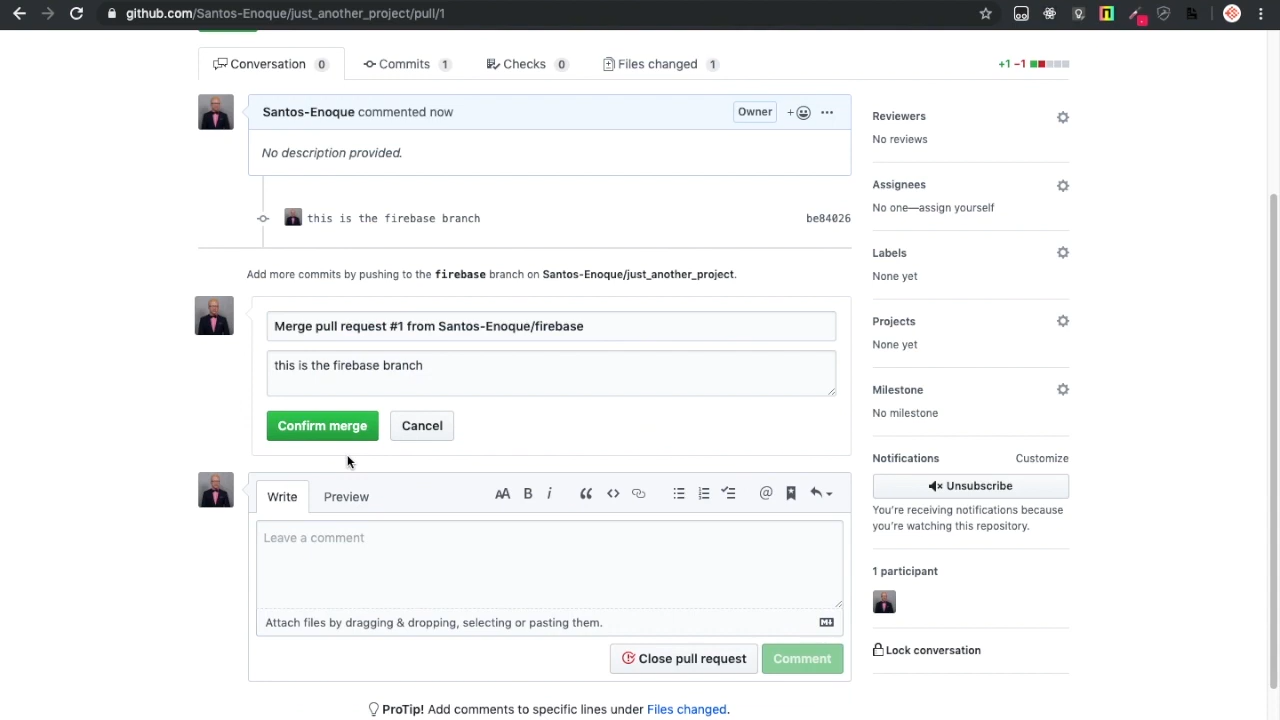 github.com/Santos-Enoque/just_another_project/pull/1
Conversation 0
Commits 1
Checks 0
Files changed 1
+1 −1
Santos-Enoque commented now
Owner
No description provided.
this is the firebase branch
be84026
Add more commits by pushing to the firebase branch on Santos-Enoque/just_another_project.
Merge pull request #1 from Santos-Enoque/firebase
this is the firebase branch
Confirm merge
Cancel
Write
Preview
Leave a comment
Attach files by dragging & dropping, selecting or pasting them.
Close pull request
Comment
ProTip! Add comments to specific lines under Files changed.
Reviewers
No reviews
Assignees
No one—assign yourself
Labels
None yet
Projects
None yet
Milestone
No milestone
Notifications
Customize
Unsubscribe
You're receiving notifications because
you're watching this repository.
1 participant
Lock conversation